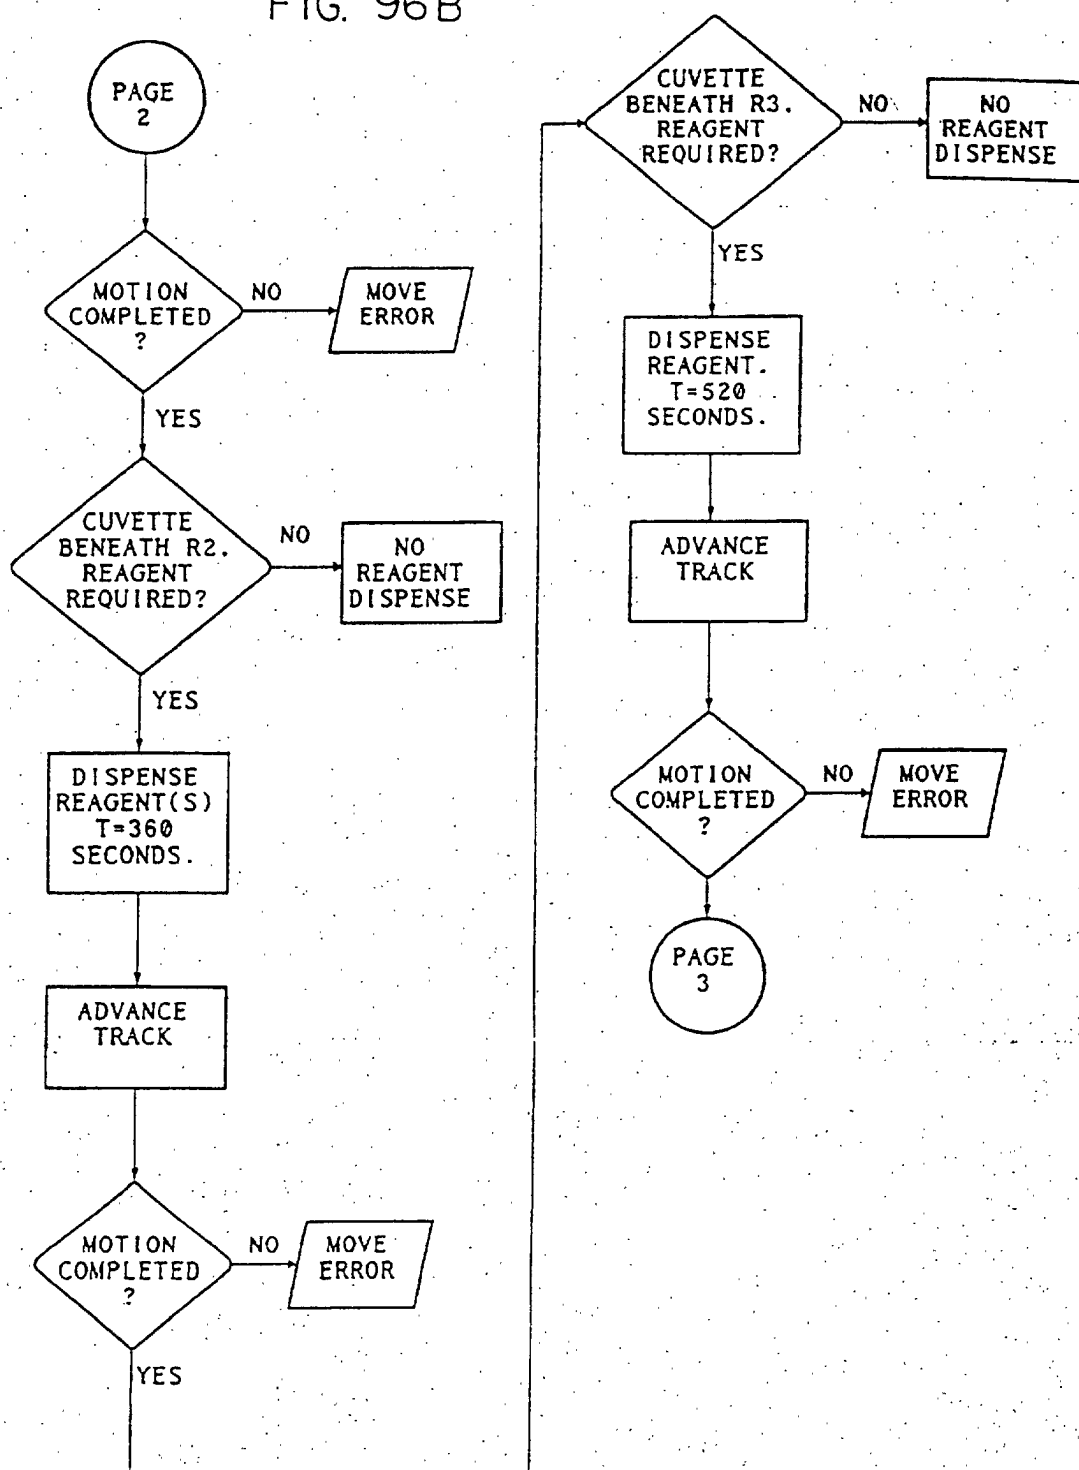 FIG. 96B
PAGE
2
MOTION
COMPLETED
?
NO
MOVE
ERROR
YES
CUVETTE
BENEATH R2.
REAGENT
REQUIRED?
NO
NO
REAGENT
DISPENSE
YES
DISPENSE
REAGENT(S)
T=360
SECONDS.
ADVANCE
TRACK
MOTION
COMPLETED
?
NO
MOVE
ERROR
YES
CUVETTE
BENEATH R3.
REAGENT
REQUIRED?
NO
NO
REAGENT
DISPENSE
YES
DISPENSE
REAGENT.
T=520
SECONDS.
ADVANCE
TRACK
MOTION
COMPLETED
?
NO
MOVE
ERROR
PAGE
3